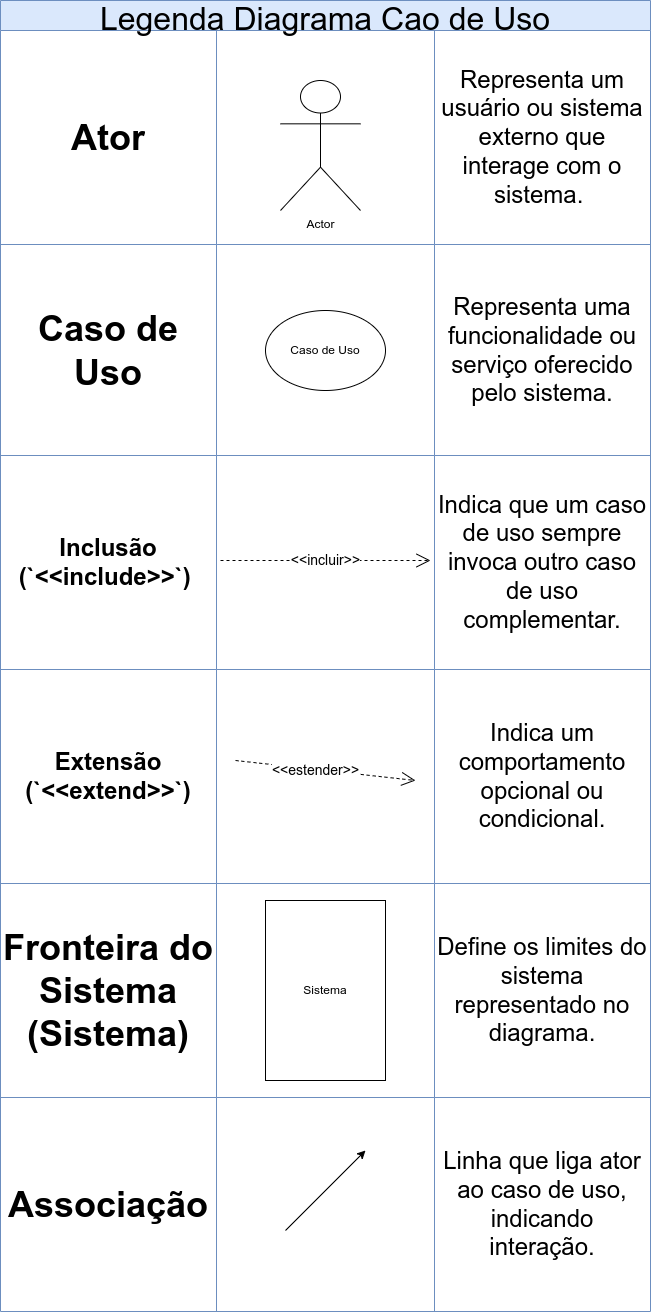 Legenda Diagrama Cao de Uso
Ator
Actor
Representa um
usuário ou sistema
externo que
interage com o
sistema.
Caso de
Uso
Caso de Uso
Representa uma
funcionalidade ou
serviço oferecido
pelo sistema.
Inclusão
(`<<include>>`)
<<incluir>>
Indica que um caso
de uso sempre
invoca outro caso
de uso
complementar.
Extensão
(`<<extend>>`)
<<estender>>
Indica um
comportamento
opcional ou
condicional.
Fronteira do
Sistema
(Sistema)
Sistema
Define os limites do
sistema
representado no
diagrama.
Associação
Linha que liga ator
ao caso de uso,
indicando
interação.